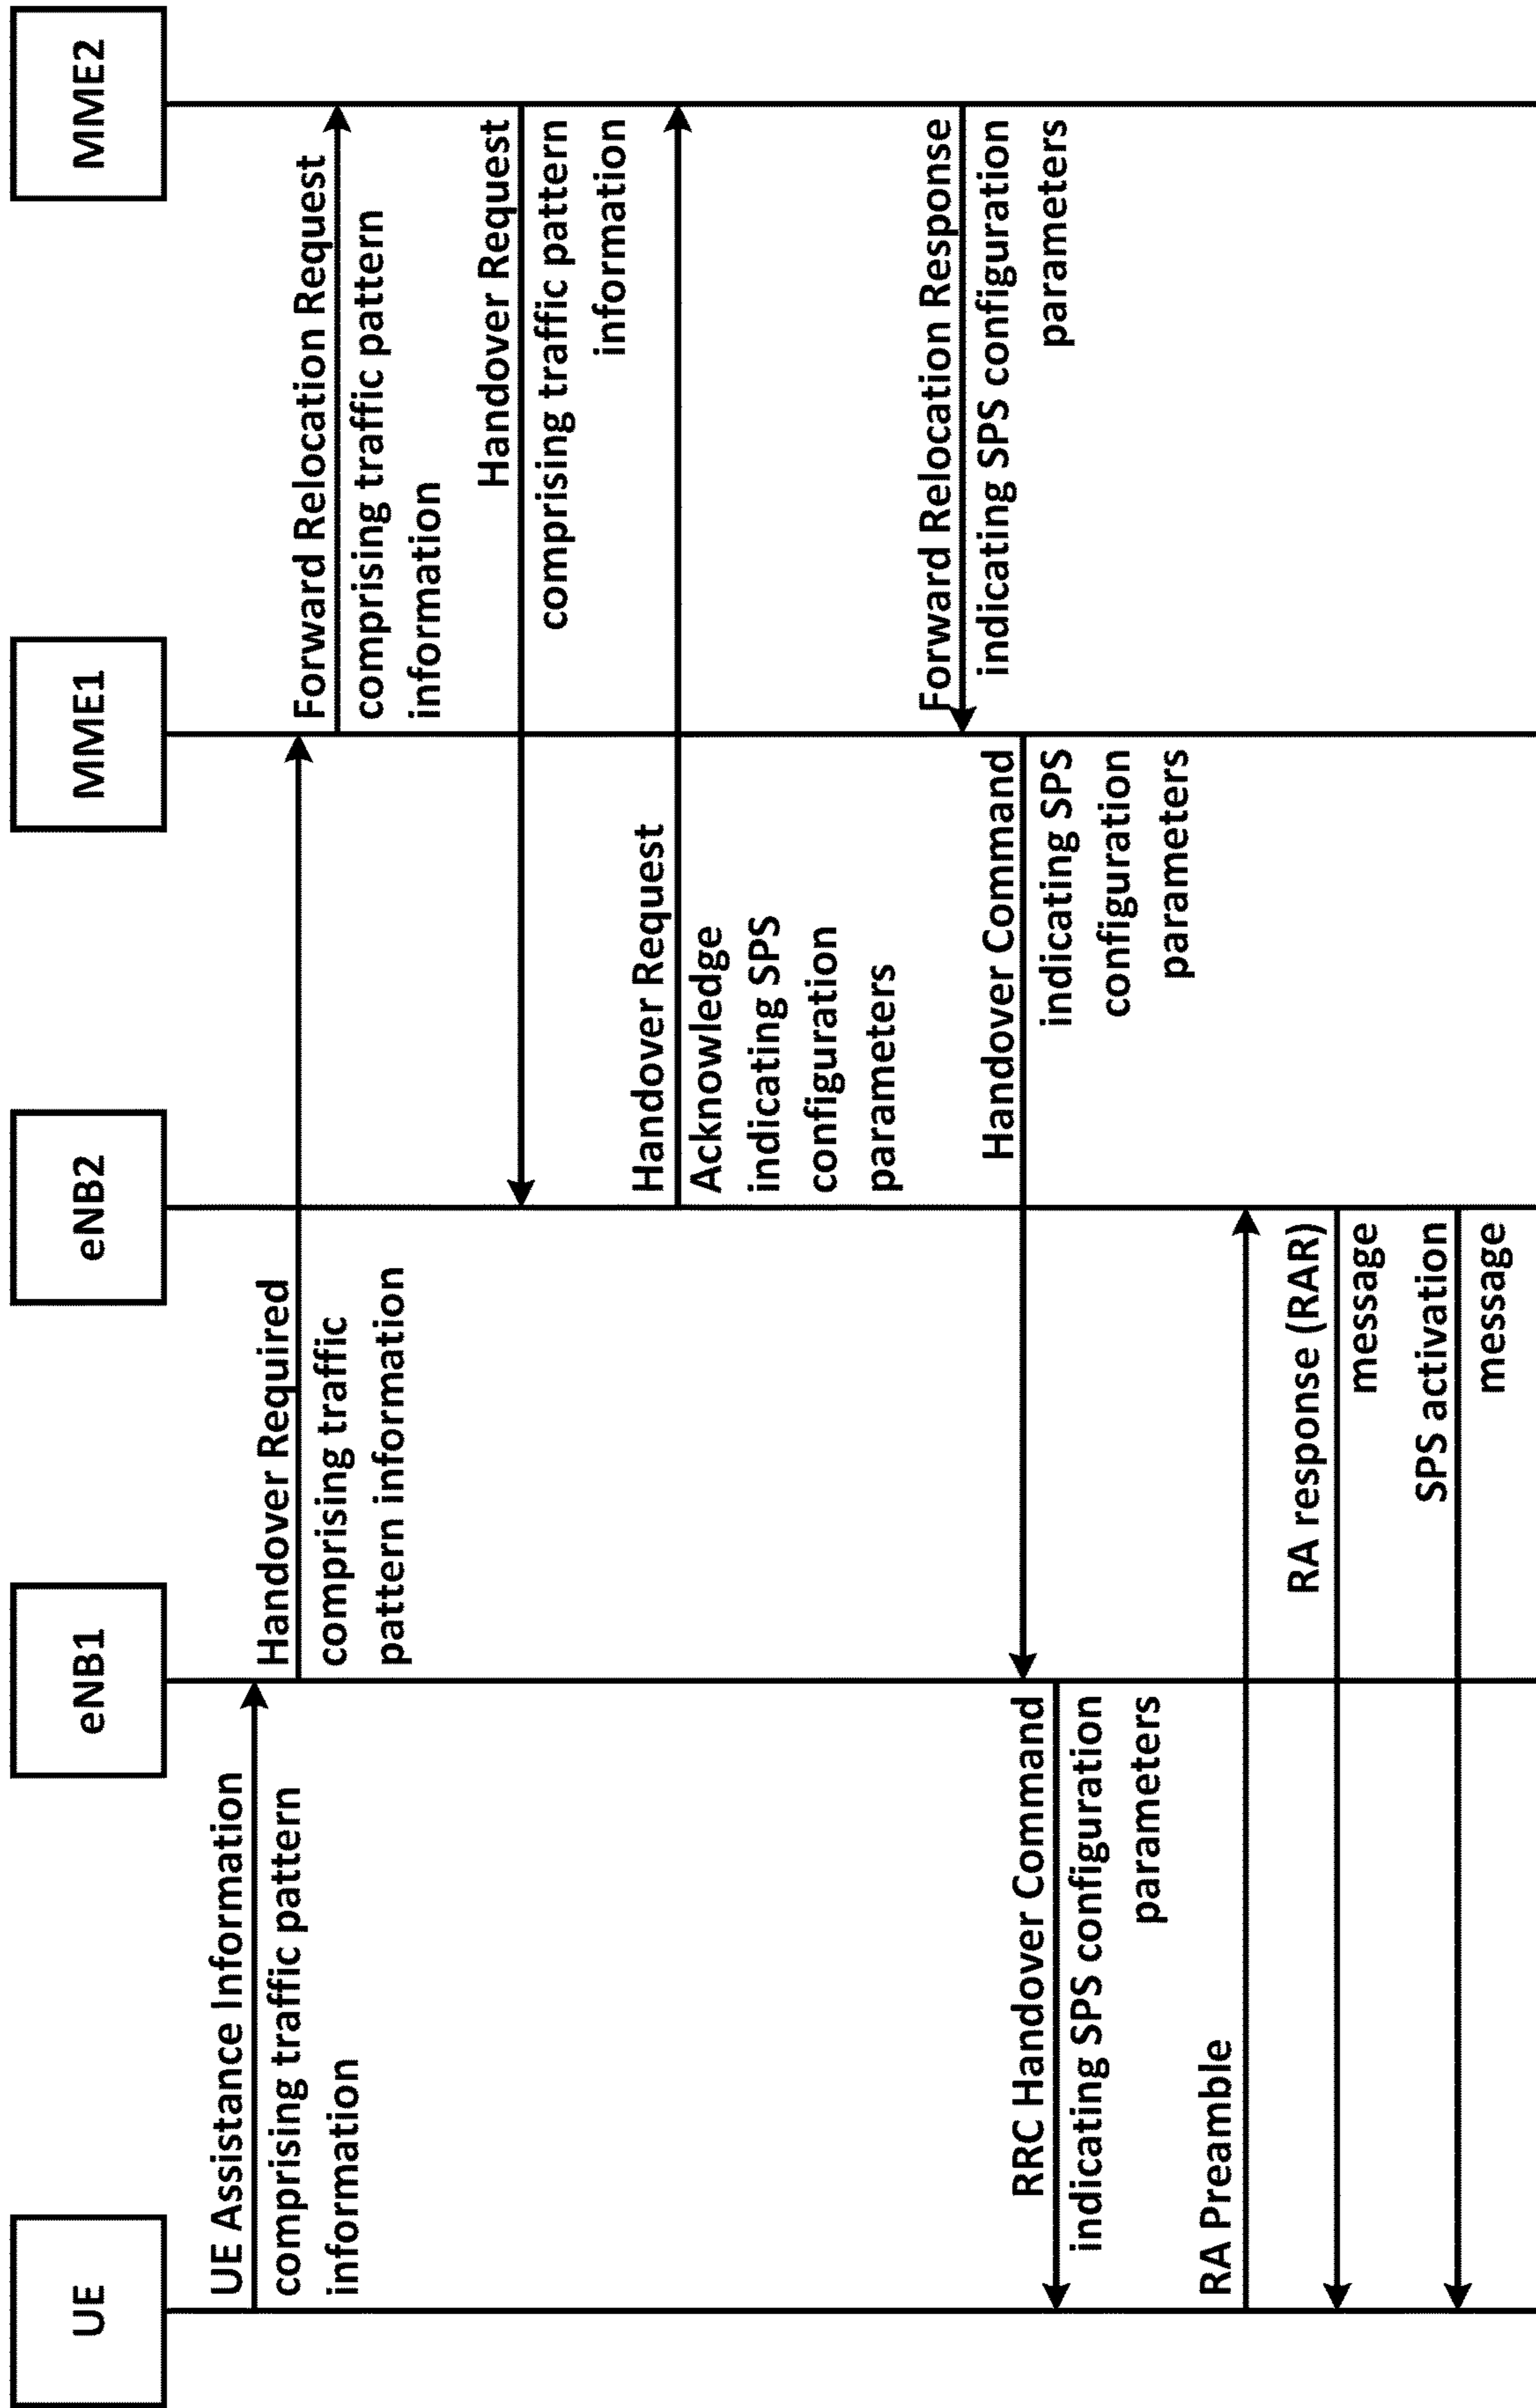 UE
eNB1
eNB2
MME1
MME2
UE Assistance Information
comprising traffic pattern
information
Handover Required
comprising traffic
pattern information
Forward Relocation Request
comprising traffic pattern
information
Handover Request
comprising traffic pattern
information
Handover Request
Acknowledge
indicating SPS
configuration
parameters
Forward Relocation Response
indicating SPS configuration
parameters
Handover Command
indicating SPS
configuration
parameters
RRC Handover Command
indicating SPS configuration
parameters
RA Preamble
RA response (RAR)
message
SPS activation
message